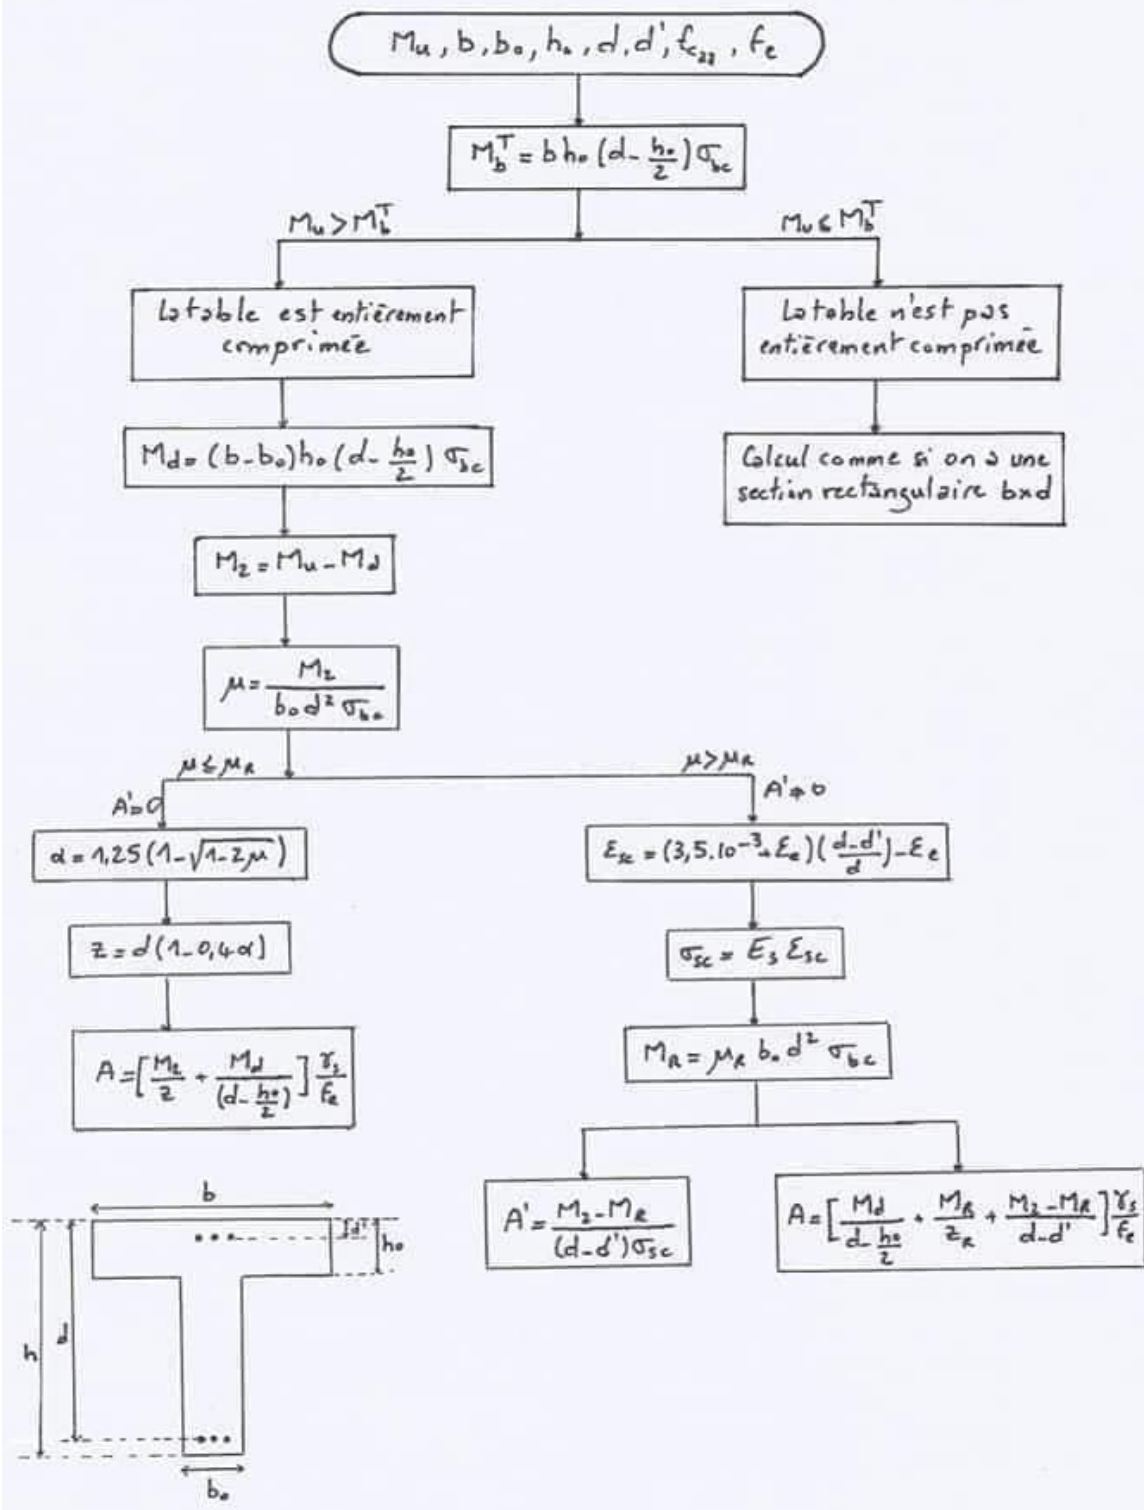 Mu, b, b₀, h₀, d, d', fc₂₈, fe
M_b^T = b h₀ (d - h₀/2) σbc
Mu > M_b^T
Mu ≤ M_b^T
La table est entièrement
comprimée
La table n'est pas
entièrement comprimée
Md = (b-b₀) h₀ (d - h₀/2) σbc
Calcul comme si on a une
section rectangulaire bxd
M₂ = Mu - Md
μ = M₂ / (b₀ d² σbc)
μ ≤ μR
μ > μR
A' = 0
A' ≠ 0
α = 1,25 (1 - √(1-2μ))
εsc = (3,5.10⁻³ + εe) ((d-d')/d) - εe
z = d (1 - 0,4 α)
σsc = Es εsc
A = [M₂/z + Md/(d - h₀/2)] γs/fe
MR = μR b₀ d² σbc
A' = (M₂ - MR) / ((d-d') σsc)
A = [Md/(d - h₀/2) + MR/zR + (M₂ - MR)/(d-d')] γs/fe
b
d'
h₀
h
d
b₀